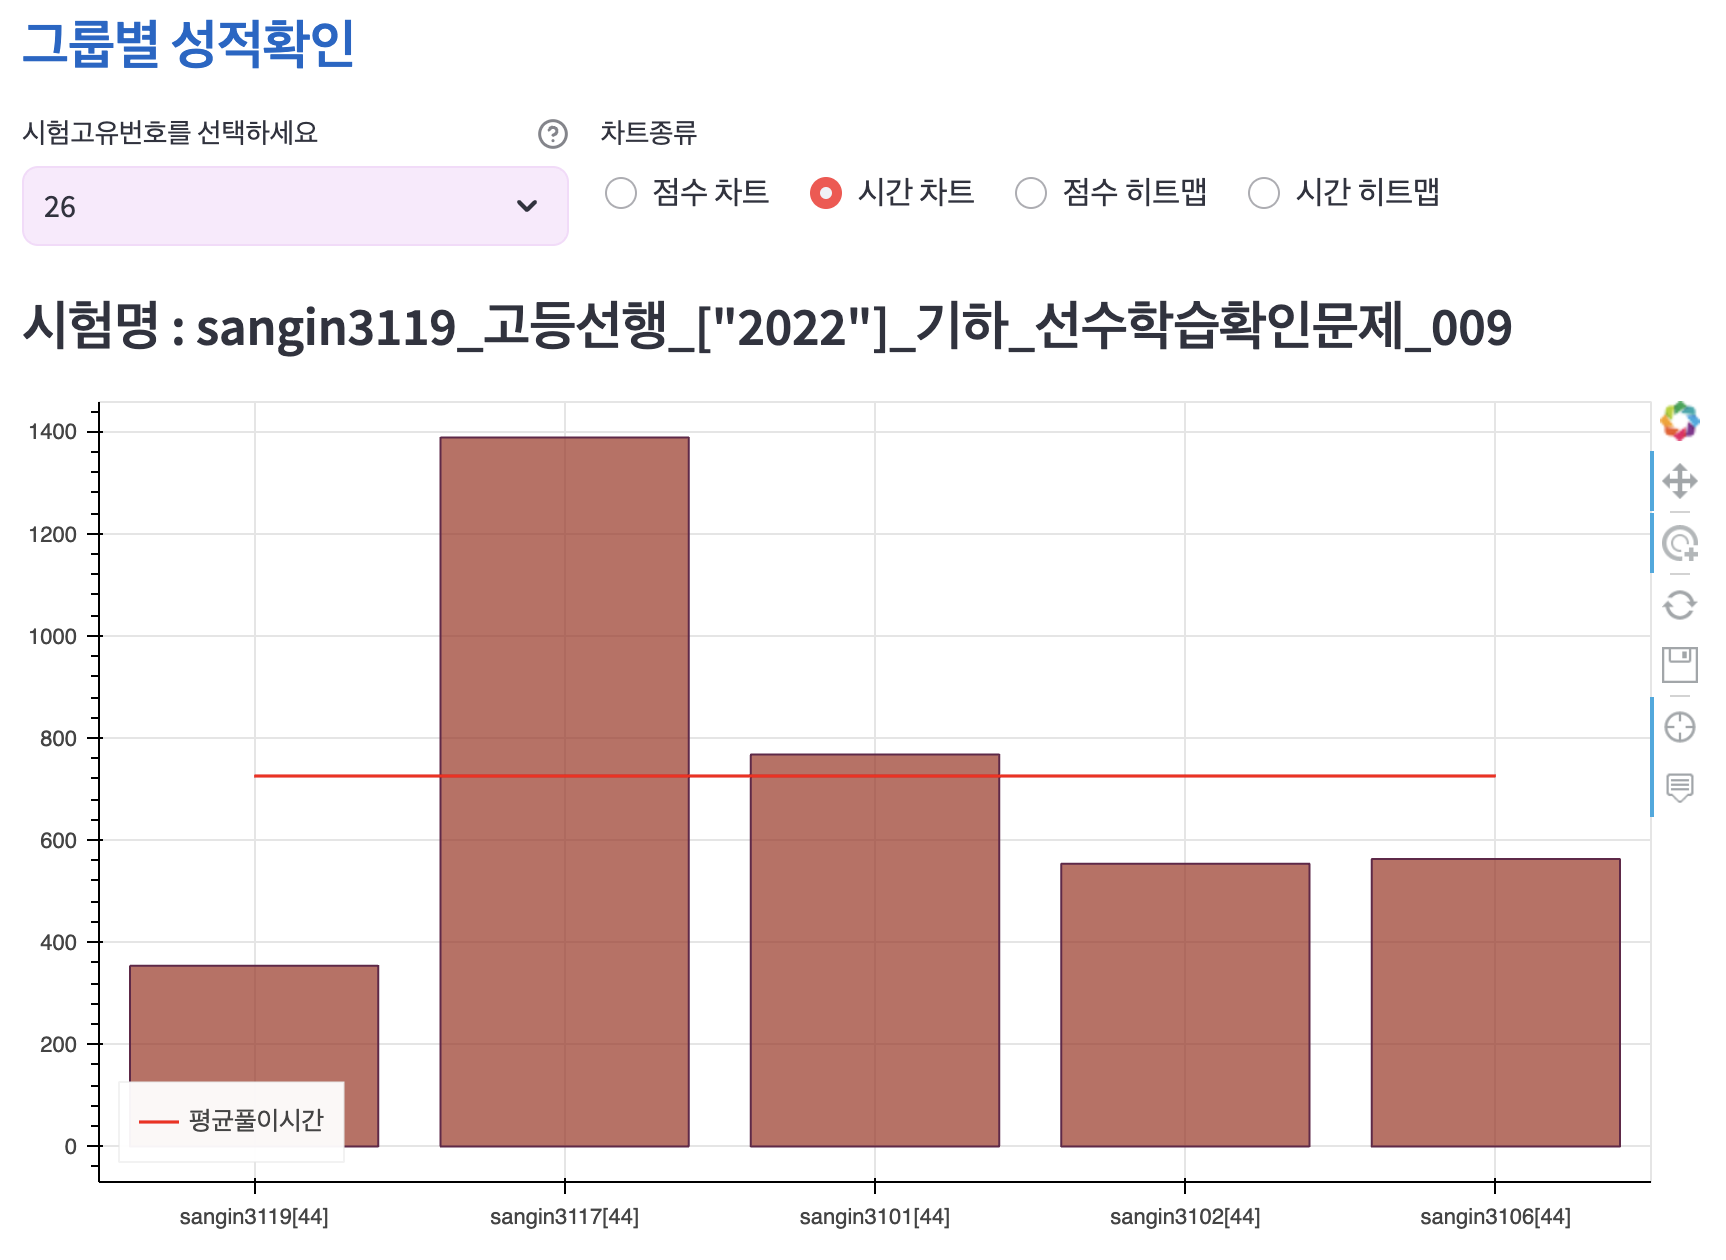 그룹별 성적확인
시험고유번호를 선택하세요
차트종류
26
점수 차트
시간 차트
점수 히트맵
시간 히트맵
시험명 : sangin3119_고등선행_["2022"]_기하_선수학습확인문제_009
1400
1200
1000
800
600
400
200
0
평균풀이시간
sangin3119[44]
sangin3117[44]
sangin3101[44]
sangin3102[44]
sangin3106[44]